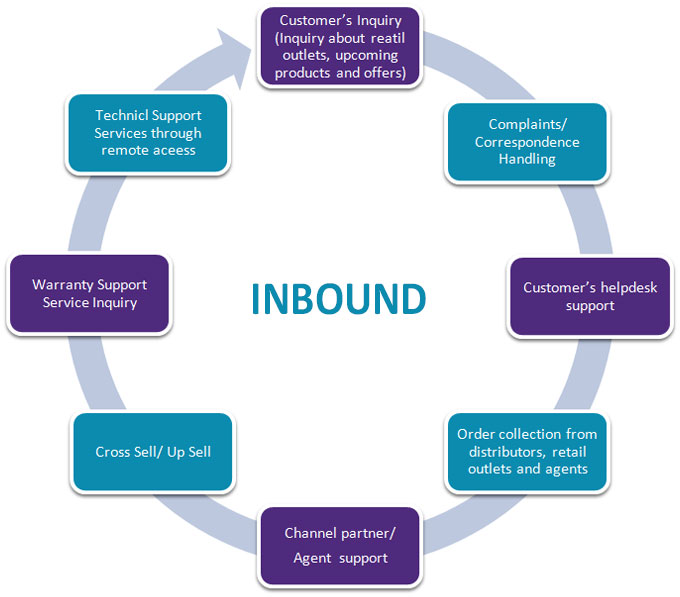 Customer's Inquiry
(Inquiry about reatil
outlets, upcoming
products and offers)
Complaints/
Correspondence
Handling
Customer's helpdesk
support
Order collection from
distributors, retail
outlets and agents
Channel partner/
Agent support
Cross Sell/ Up Sell
Warranty Support
Service Inquiry
Technicl Support
Services through
remote aceess
INBOUND